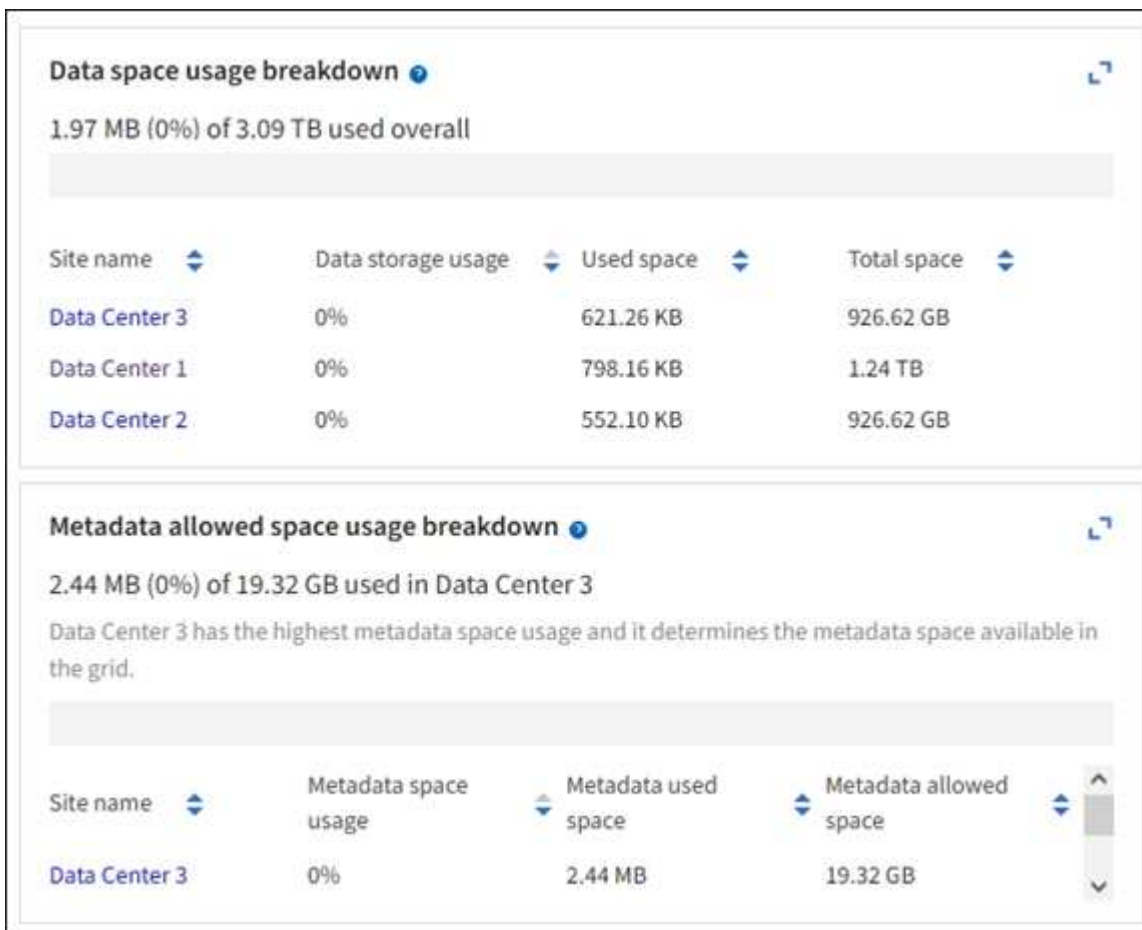 Data space usage breakdown ?
1.97 MB (0%) of 3.09 TB used overall
Site name Data storage usage Used space Total space
Data Center 3 0% 621.26 KB 926.62 GB
Data Center 1 0% 798.16 KB 1.24 TB
Data Center 2 0% 552.10 KB 926.62 GB
Metadata allowed space usage breakdown ?
2.44 MB (0%) of 19.32 GB used in Data Center 3
Data Center 3 has the highest metadata space usage and it determines the metadata space available in
the grid.
Site name Metadata space usage Metadata used space Metadata allowed space
Data Center 3 0% 2.44 MB 19.32 GB